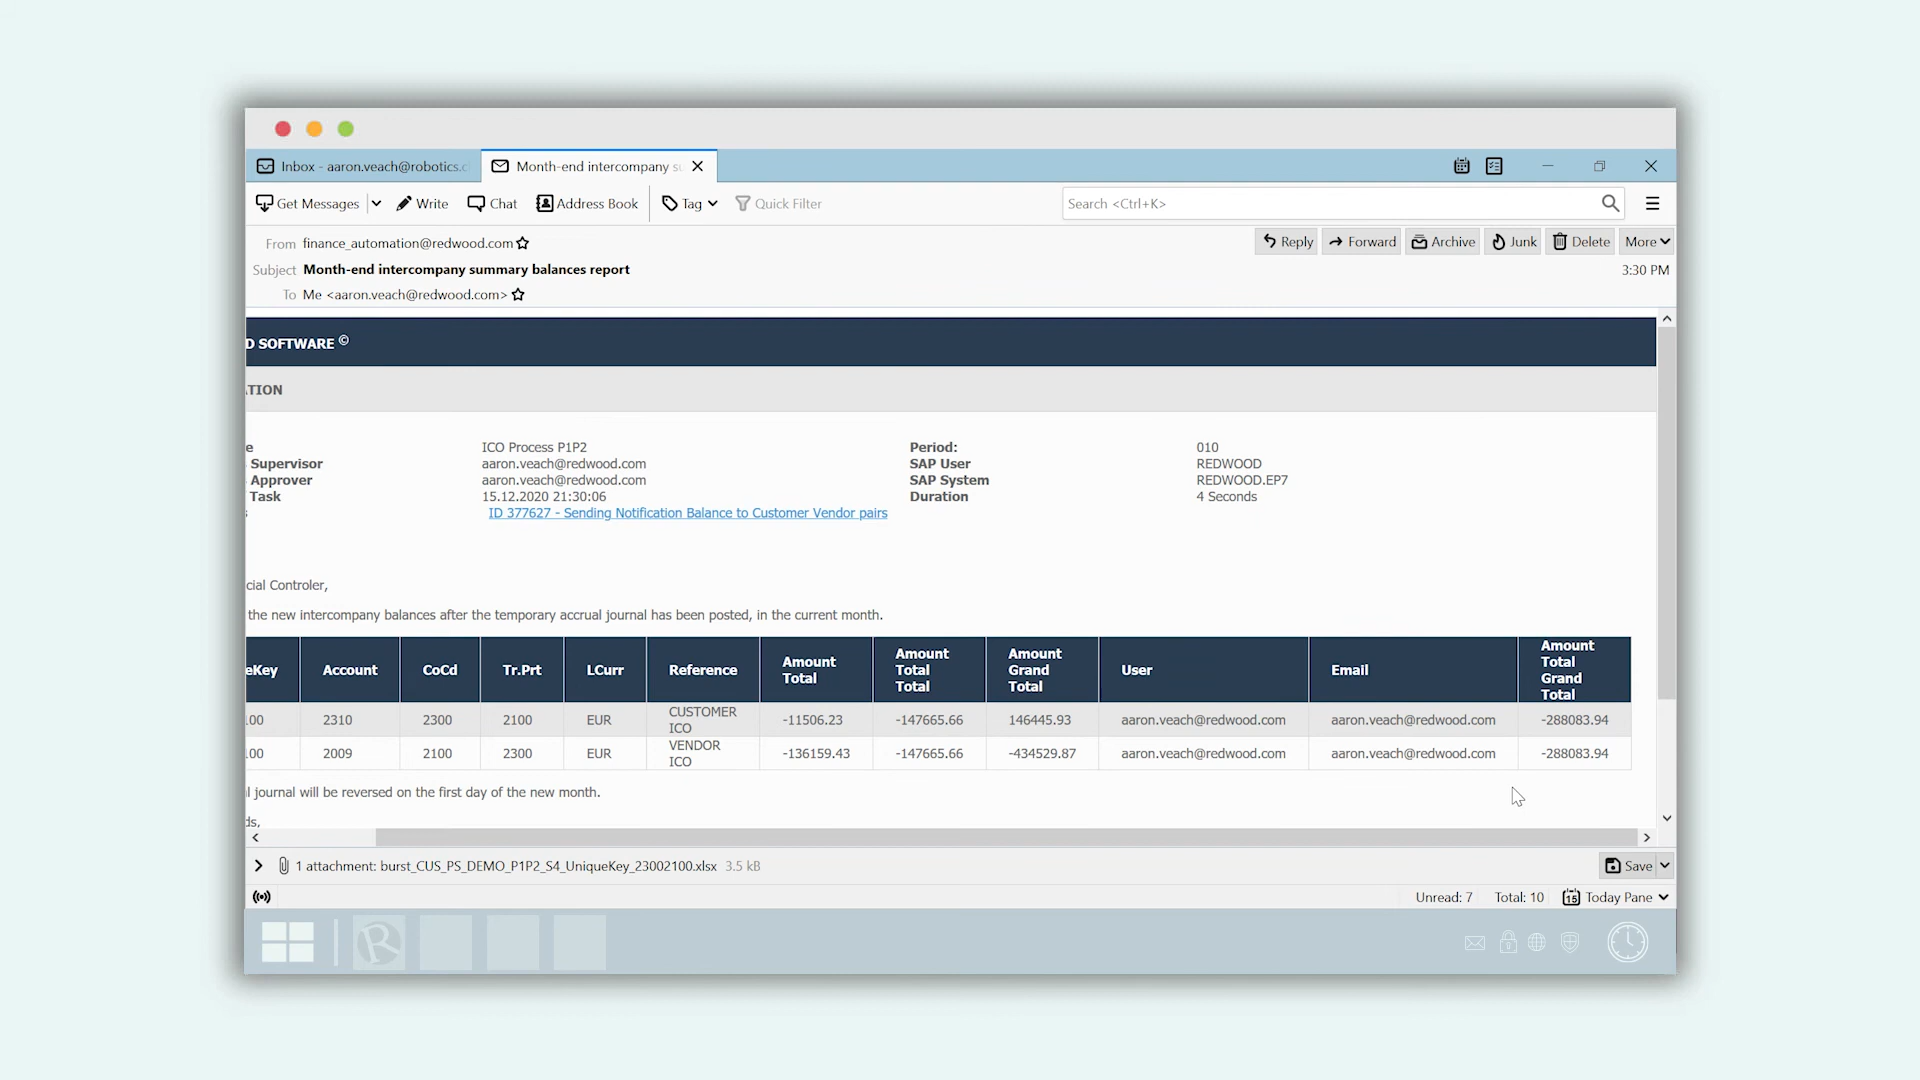 Inbox - aaron.veach@robotics.c
Month-end intercompany su
Get Messages
Write
Chat
Address Book
Tag
Quick Filter
Search <Ctrl+K>
From finance_automation@redwood.com
Reply
Forward
Archive
Junk
Delete
More
Subject Month-end intercompany summary balances report
3:30 PM
To Me <aaron.veach@redwood.com>
D SOFTWARE ©
TION
e ICO Process P1P2 Period: 010
Supervisor aaron.veach@redwood.com SAP User REDWOOD
Approver aaron.veach@redwood.com SAP System REDWOOD.EP7
Task 15.12.2020 21:30:06 Duration 4 Seconds
ID 377627 - Sending Notification Balance to Customer Vendor pairs
cial Controler,
the new intercompany balances after the temporary accrual journal has been posted, in the current month.
eKey Account CoCd Tr.Prt LCurr Reference Amount Total Amount Total Total Amount Grand Total User Email Amount Total Grand Total
100 2310 2300 2100 EUR CUSTOMER ICO -11506.23 -147665.66 146445.93 aaron.veach@redwood.com aaron.veach@redwood.com -288083.94
100 2009 2100 2300 EUR VENDOR ICO -136159.43 -147665.66 -434529.87 aaron.veach@redwood.com aaron.veach@redwood.com -288083.94
l journal will be reversed on the first day of the new month.
ds,
1 attachment: burst_CUS_PS_DEMO_P1P2_S4_UniqueKey_23002100.xlsx 3.5 kB
Save
Unread: 7
Total: 10
15
Today Pane
R